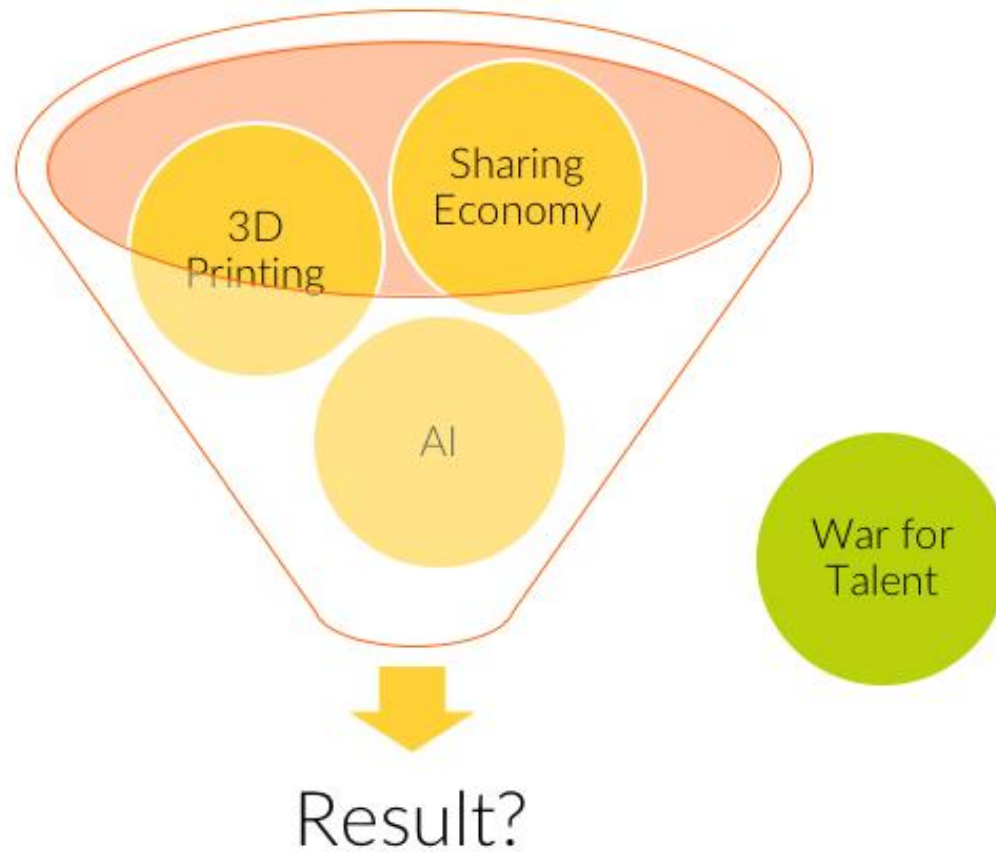 Sharing
Economy
3D
Printing
AI
War for
Talent
Result?